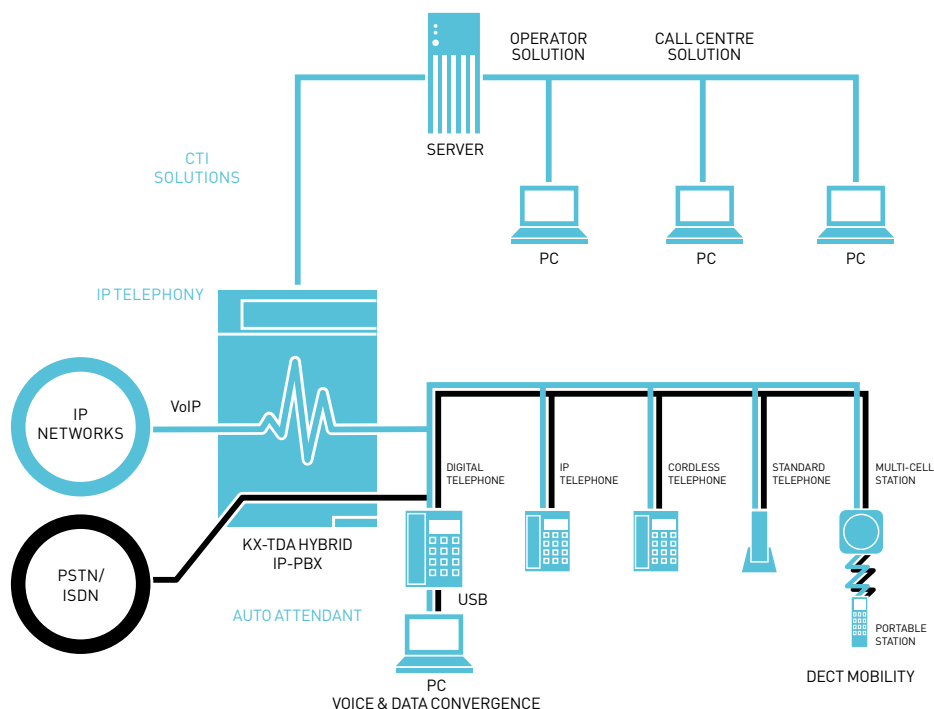 OPERATOR
SOLUTION
CALL CENTRE
SOLUTION
SERVER
CTI
SOLUTIONS
PC
PC
PC
IP TELEPHONY
IP
NETWORKS
VoIP
DIGITAL
TELEPHONE
IP
TELEPHONE
CORDLESS
TELEPHONE
STANDARD
TELEPHONE
MULTI-CELL
STATION
KX-TDA HYBRID
IP-PBX
PSTN/
ISDN
USB
AUTO ATTENDANT
PORTABLE
STATION
DECT MOBILITY
PC
VOICE & DATA CONVERGENCE